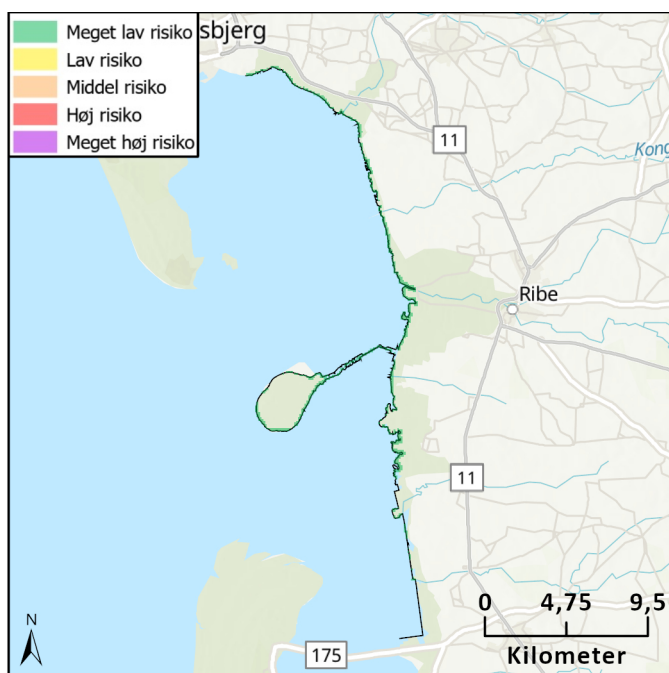 Meget lav risiko
Lav risiko
Middel risiko
Høj risiko
Meget høj risiko
sbjerg
11
Kong
Ribe
11
0 4,75 9,5
Kilometer
N
175